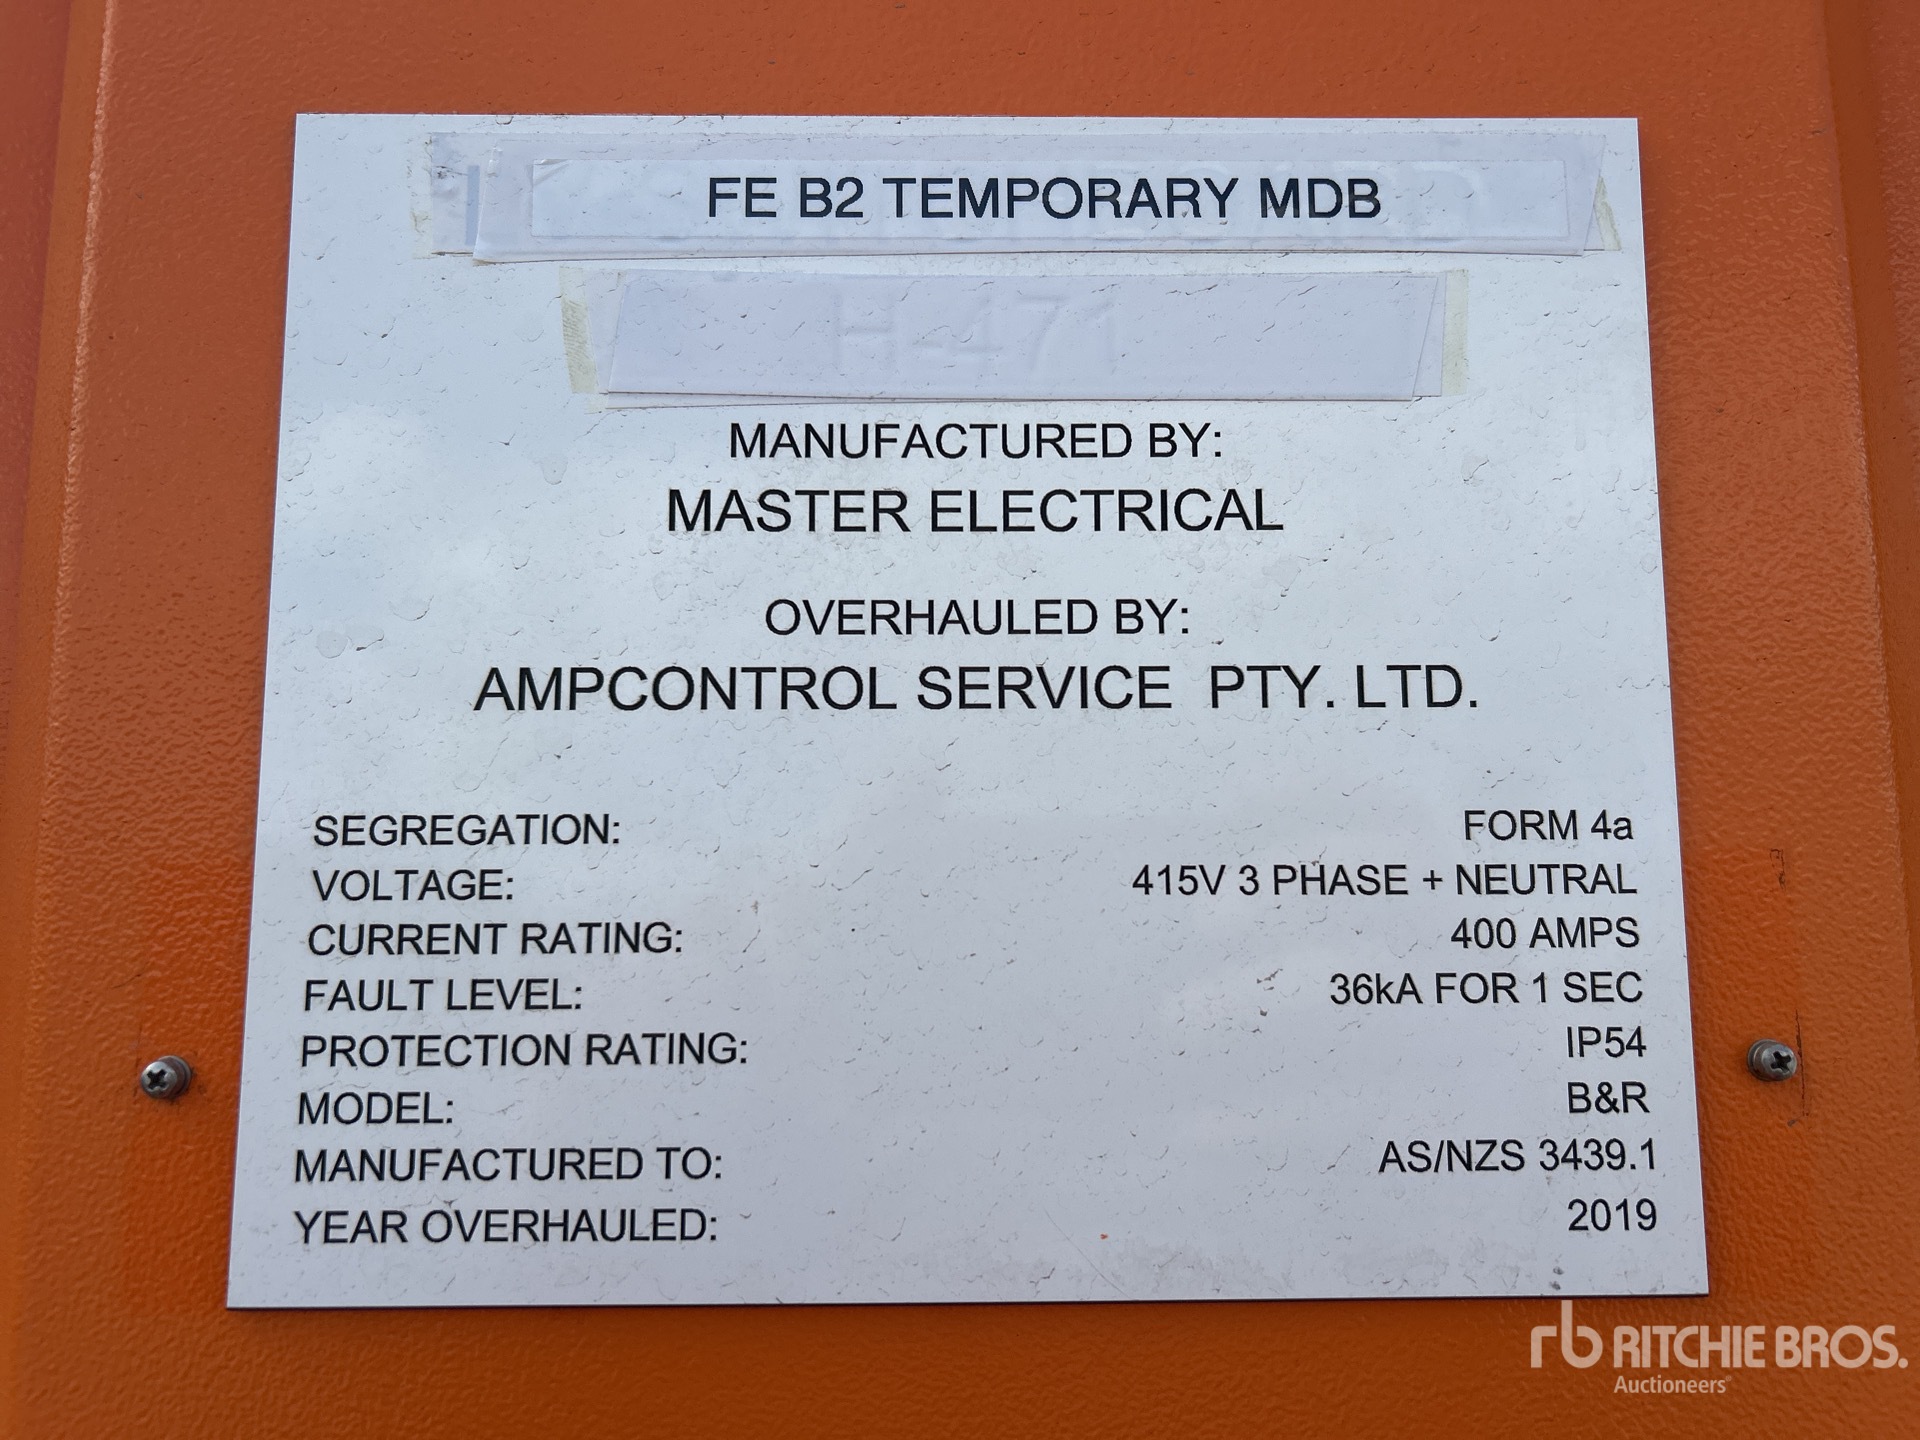 FE B2 TEMPORARY MDB
H-471
MANUFACTURED BY:
MASTER ELECTRICAL
OVERHAULED BY:
AMPCONTROL SERVICE PTY. LTD.
SEGREGATION: FORM 4a
VOLTAGE: 415V 3 PHASE + NEUTRAL
CURRENT RATING: 400 AMPS
FAULT LEVEL: 36kA FOR 1 SEC
PROTECTION RATING: IP54
MODEL: B&R
MANUFACTURED TO: AS/NZS 3439.1
YEAR OVERHAULED: 2019
rb RITCHIE BROS.
Auctioneers